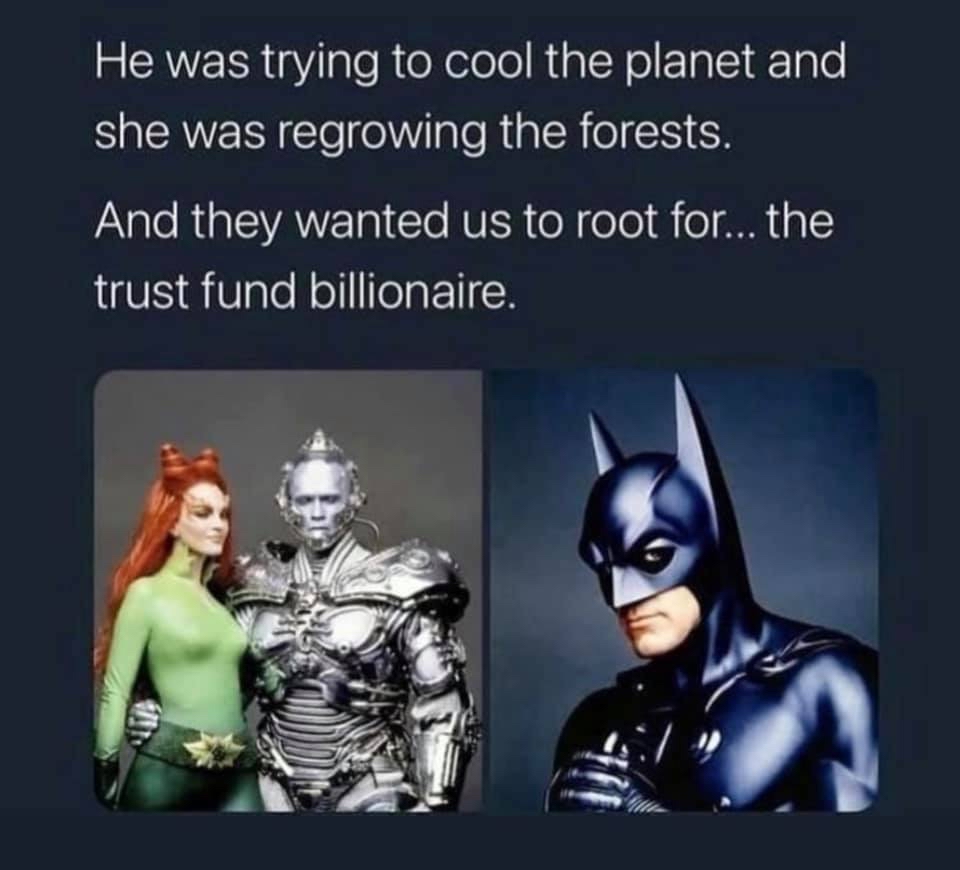 He was trying to cool the planet and
she was regrowing the forests.
And they wanted us to root for... the
trust fund billionaire.